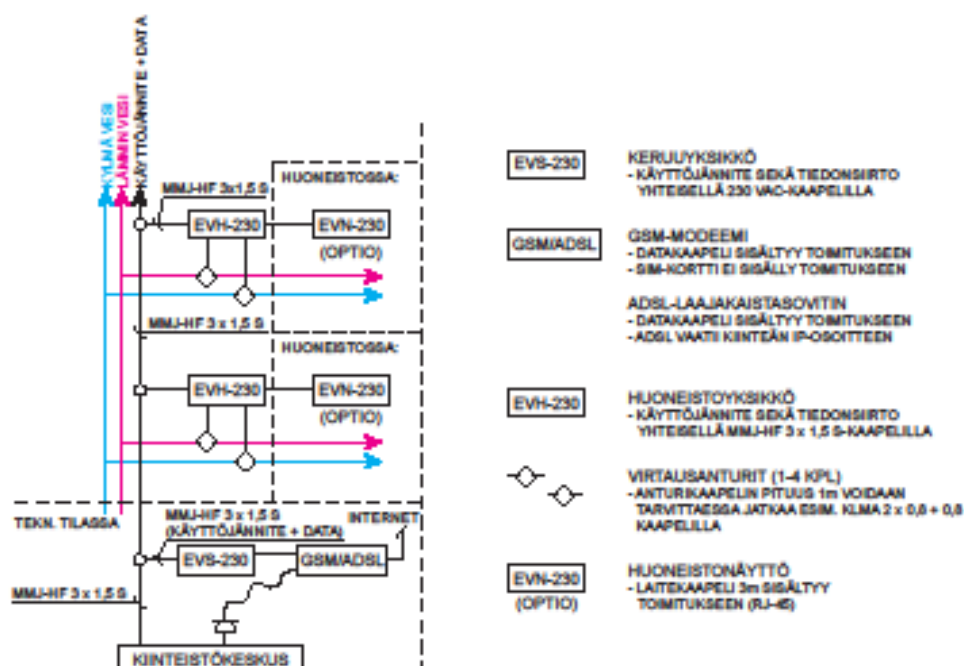 KYLMÄ VESI
LÄMMIN VESI
KÄYTTÖJÄNNITE + DATA
MMJ-HF 3x1,5 S
HUONEISTOSSA:
EVH-230
EVN-230
(OPTIO)
MMJ-HF 3 x 1,5 S
HUONEISTOSSA:
EVH-230
EVN-230
(OPTIO)
TEKN. TILASSA
MMJ-HF 3 x 1,5 S
(KÄYTTÖJÄNNITE + DATA)
INTERNET
EVS-230
GSM/ADSL
MMJ-HF 3 x 1,5 S
KIINTEISTÖKESKUS
EVS-230
KERUUYKSIKKÖ
- KÄYTTÖJÄNNITE SEKÄ TIEDONSIIRTO
YHTEISELLÄ 230 VAC-KAAPELILLA
GSM/ADSL
GSM-MODEEMI
- DATAKAAPELI SISÄLTYY TOIMITUKSEEN
- SIM-KORTTI EI SISÄLLY TOIMITUKSEEN
ADSL-LAAJAKAISTASOVITIN
- DATAKAAPELI SISÄLTYY TOIMITUKSEEN
- ADSL VAATII KIINTEÄN IP-OSOITTEEN
EVH-230
HUONEISTOYKSIKKÖ
- KÄYTTÖJÄNNITE SEKÄ TIEDONSIIRTO
YHTEISELLÄ MMJ-HF 3 x 1,5 S-KAAPELILLA
VIRTAUSANTURIT (1-4 KPL)
- ANTURIKAAPELIN PITUUS 1m VOIDAAN
TARVITTAESSA JATKAA ESIM. KLMA 2 x 0,8 + 0,8
KAAPELILLA
EVN-230
(OPTIO)
HUONEISTONÄYTTÖ
- LAITEKAAPELI 3m SISÄLTYY
TOIMITUKSEEN (RJ-45)